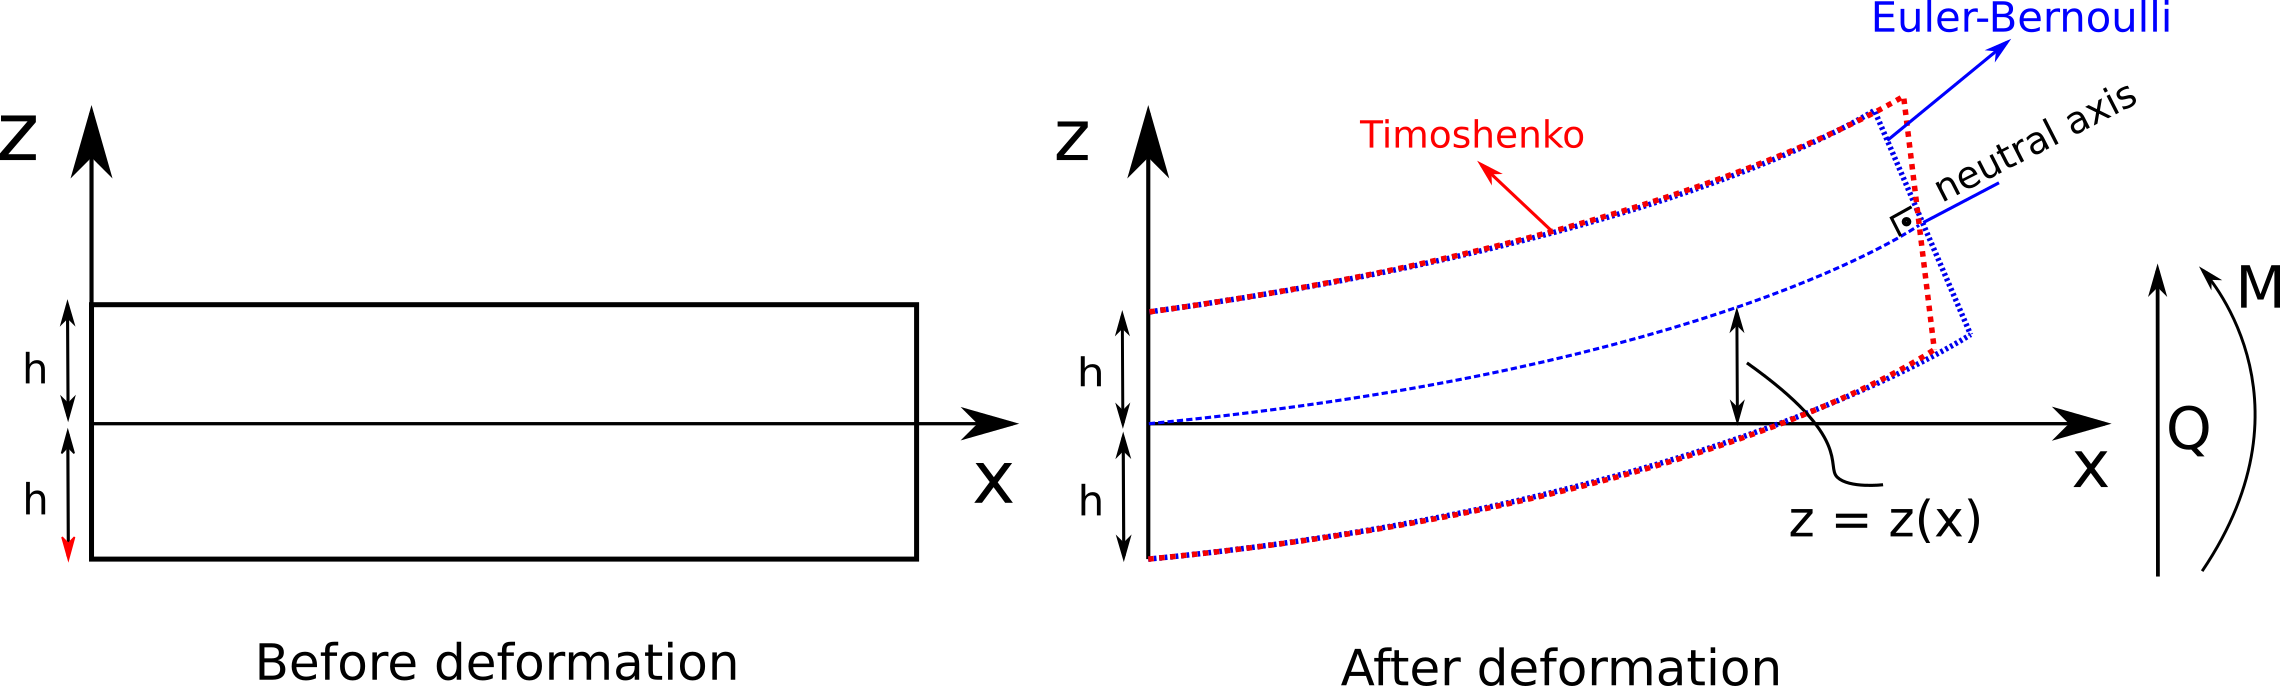 z
h
h
x
Before deformation
Euler-Bernoulli
Timoshenko
neutral axis
z
h
h
x
z = z(x)
Q
M
After deformation